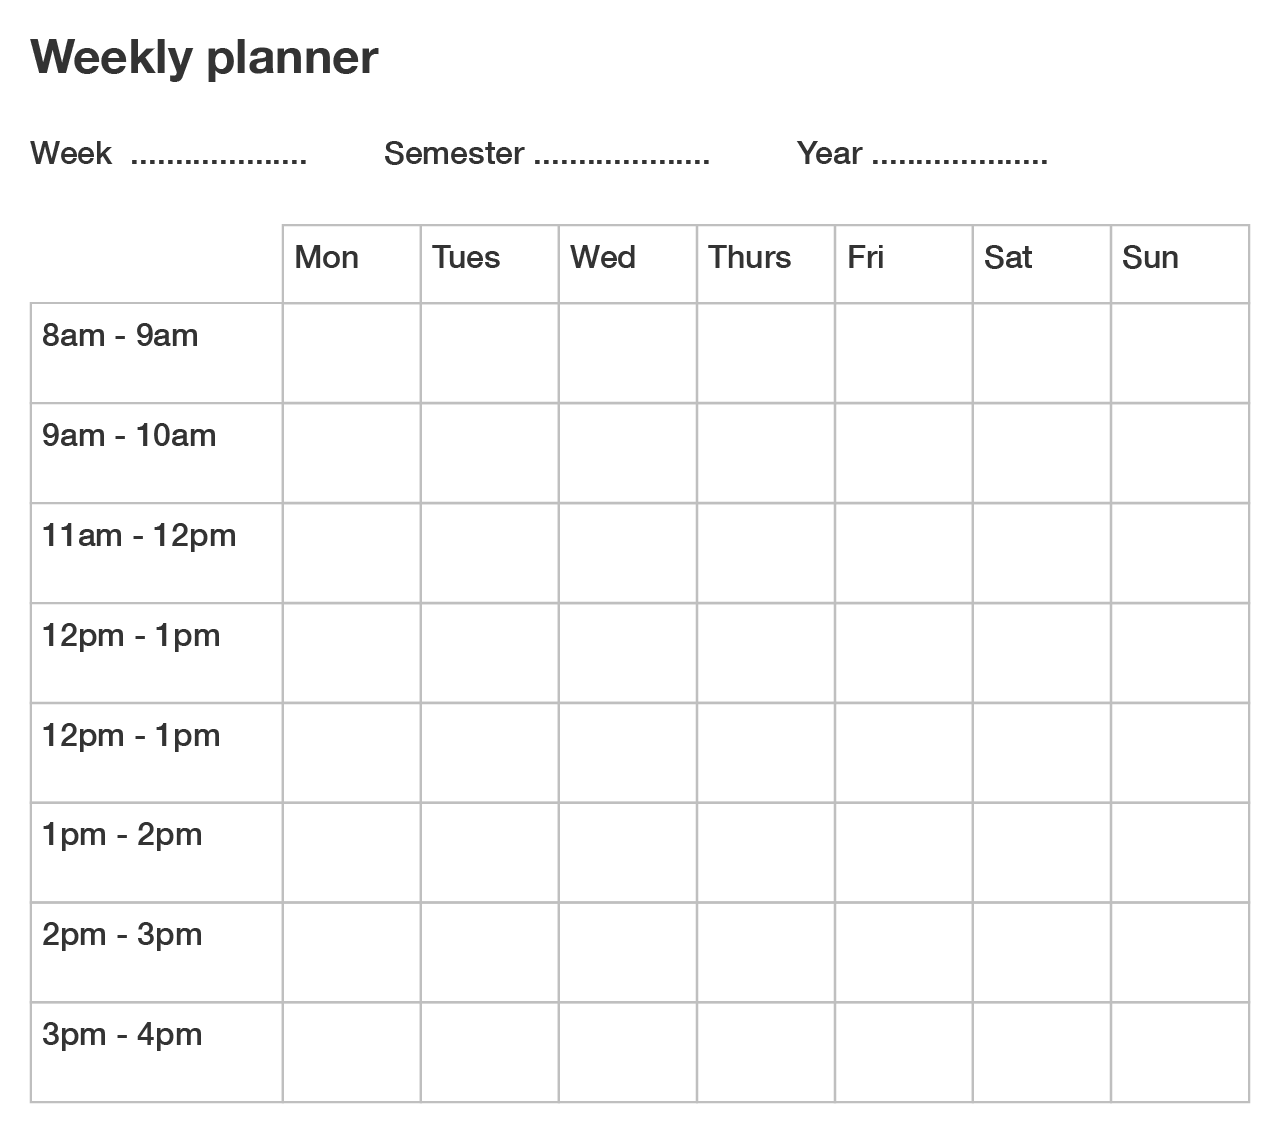 Weekly planner
Week ..................... Semester ..................... Year .....................
Mon Tues Wed Thurs Fri Sat Sun
8am - 9am
9am - 10am
11am - 12pm
12pm - 1pm
12pm - 1pm
1pm - 2pm
2pm - 3pm
3pm - 4pm